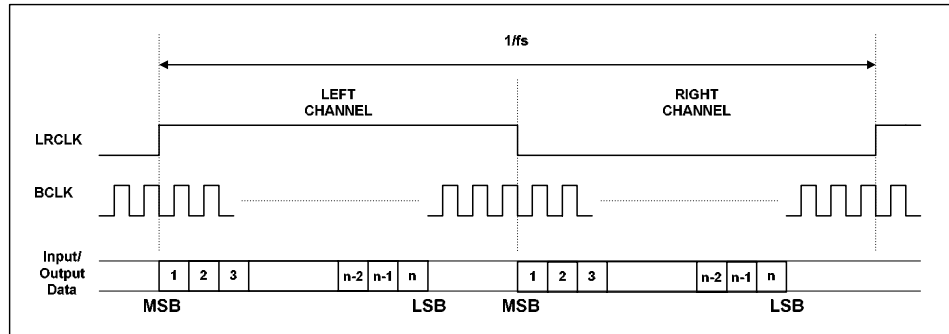 1/fs
LEFT
CHANNEL
RIGHT
CHANNEL
LRCLK
BCLK
Input/
Output
Data
1 2 3 n-2 n-1 n 1 2 3 n-2 n-1 n
MSB LSB MSB LSB